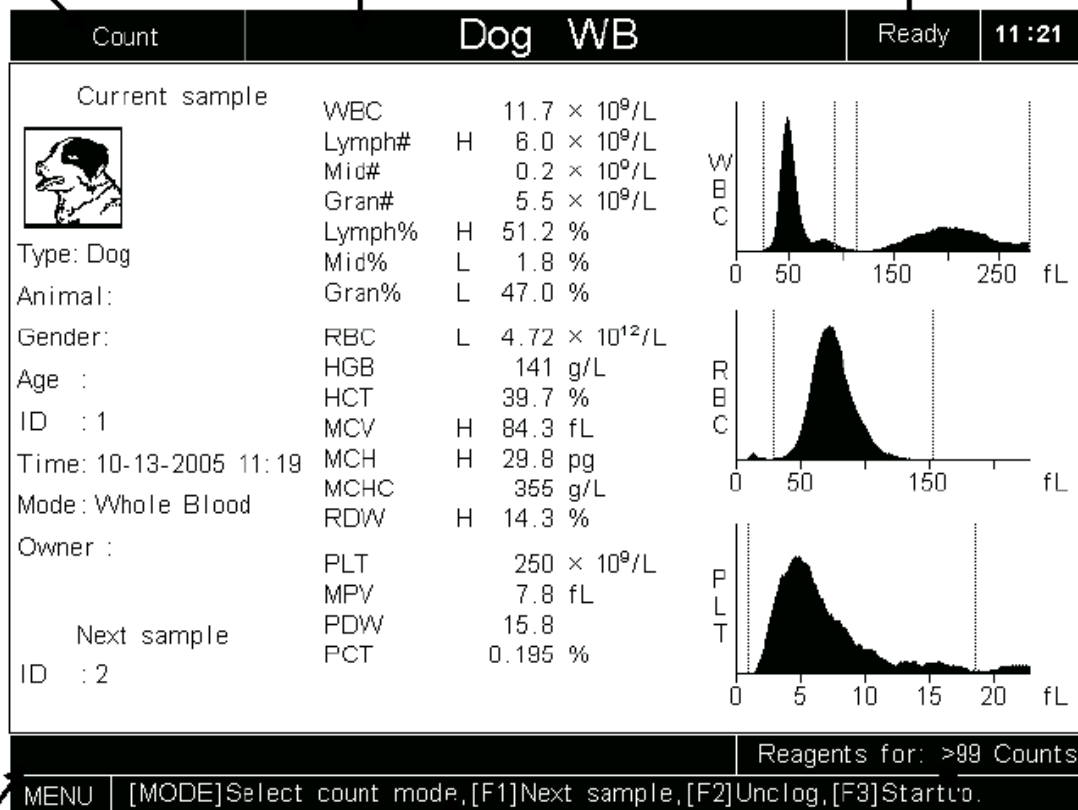 Count Dog WB Ready 11:21
Current sample
Type: Dog
Animal:
Gender:
Age :
ID : 1
Time: 10-13-2005 11:19
Mode: Whole Blood
Owner :
Next sample
ID : 2
WBC 11.7 × 10⁹/L
Lymph# H 6.0 × 10⁹/L
Mid# 0.2 × 10⁹/L
Gran# 5.5 × 10⁹/L
Lymph% H 51.2 %
Mid% L 1.8 %
Gran% L 47.0 %
RBC L 4.72 × 10¹²/L
HGB 141 g/L
HCT 39.7 %
MCV H 84.3 fL
MCH H 29.8 pg
MCHC 355 g/L
RDW H 14.3 %
PLT 250 × 10⁹/L
MPV 7.8 fL
PDW 15.8
PCT 0.195 %
WBC
0 50 150 250 fL
RBC
0 50 150 fL
PLT
0 5 10 15 20 fL
Reagents for: >99 Counts
MENU [MODE]Select count mode,[F1]Next sample,[F2]Unclog,[F3]Startup.